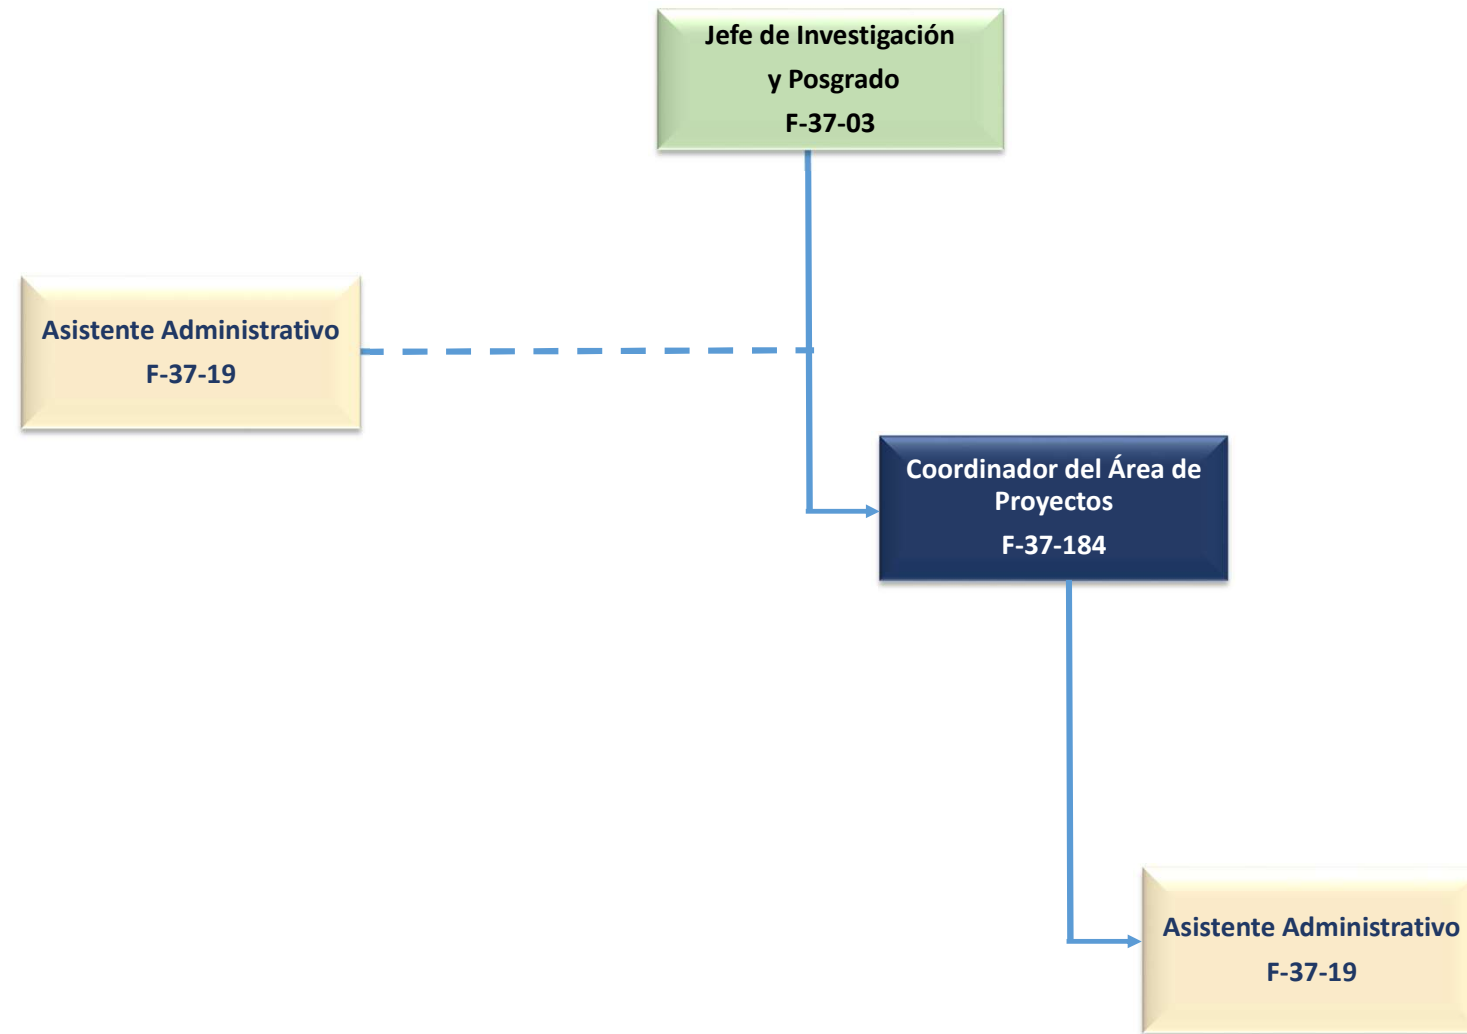 Jefe de Investigación
y Posgrado
F-37-03
Asistente Administrativo
F-37-19
Coordinador del Área de
Proyectos
F-37-184
Asistente Administrativo
F-37-19